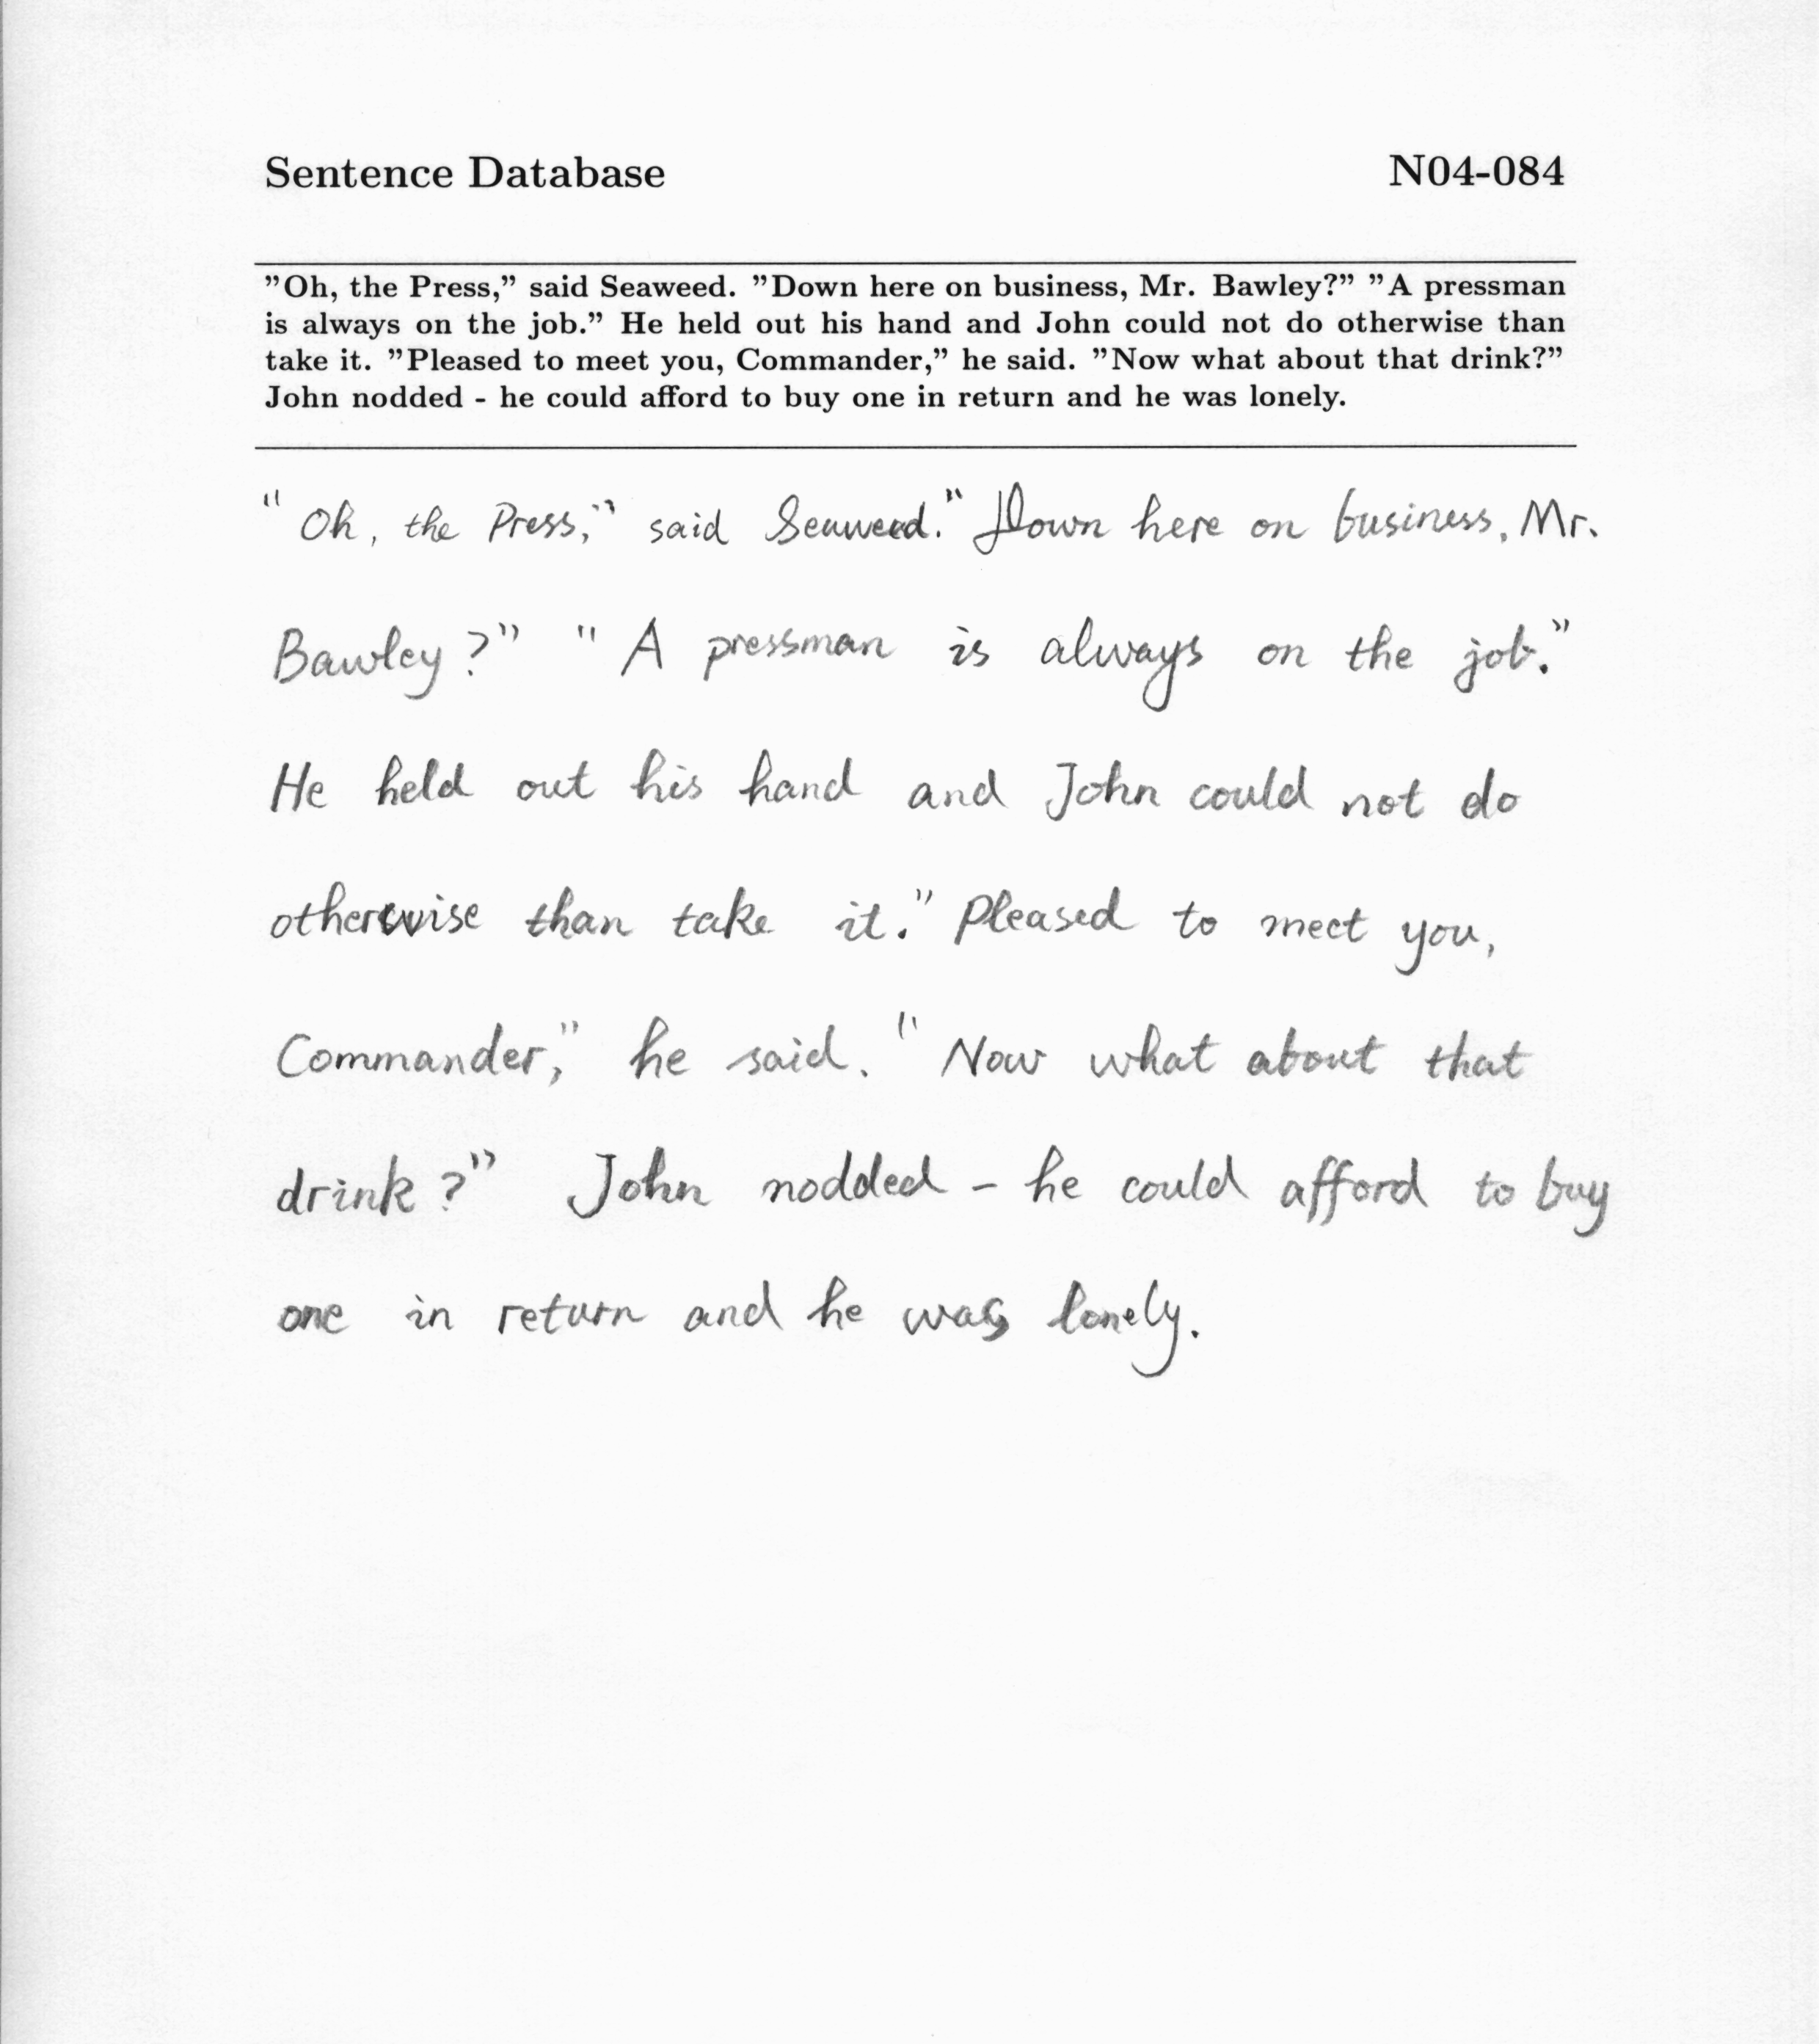 Sentence Database N04-084
"Oh, the Press," said Seaweed. "Down here on business, Mr. Bawley?" "A pressman
is always on the job." He held out his hand and John could not do otherwise than
take it. "Pleased to meet you, Commander," he said. "Now what about that drink?"
John nodded - he could afford to buy one in return and he was lonely.
"Oh, the Press," said Seaweed." Down here on business, Mr.
Bawley?" "A pressman is always on the job."
He held out his hand and John could not do
otherwise than take it." Pleased to meet you,
Commander," he said. "Now what about that
drink?" John nodded - he could afford to buy
one in return and he was lonely.